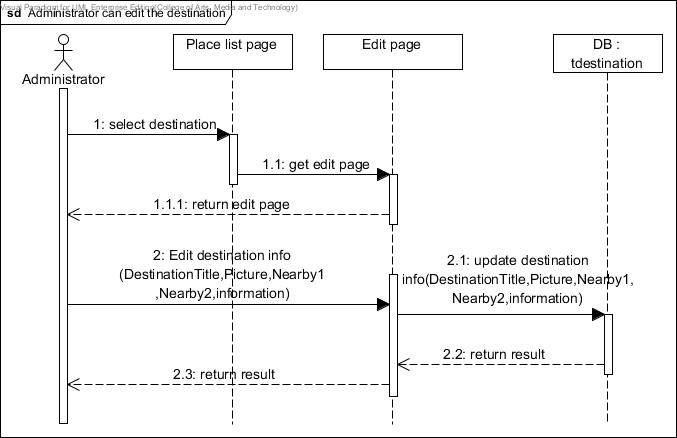 Visual Paradigm for UML Enterprise Edition(College of Arts, Media and Technology)
sd Administrator can edit the destination
Administrator
Place list page
Edit page
DB :
tdestination
1: select destination
1.1: get edit page
1.1.1: return edit page
2: Edit destination info
(DestinationTitle,Picture,Nearby1
,Nearby2,information)
2.1: update destination
info(DestinationTitle,Picture,Nearby1,
Nearby2,information)
2.2: return result
2.3: return result